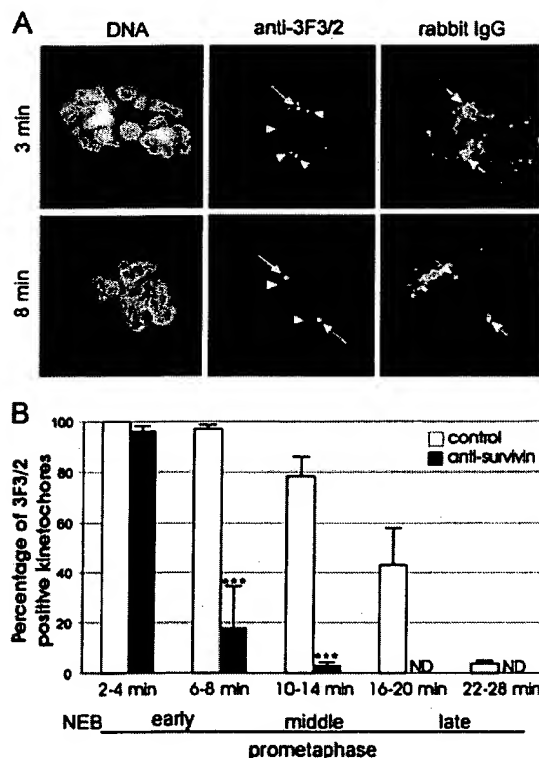 A
DNA anti-3F3/2 rabbit IgG
3 min
8 min
B
Percentage of 3F3/2
positive kinetochores
100
80
60
40
20
0
control
anti-survivin
***
***
ND
ND
2-4 min 6-8 min 10-14 min 16-20 min 22-28 min
NEB early middle late
prometaphase